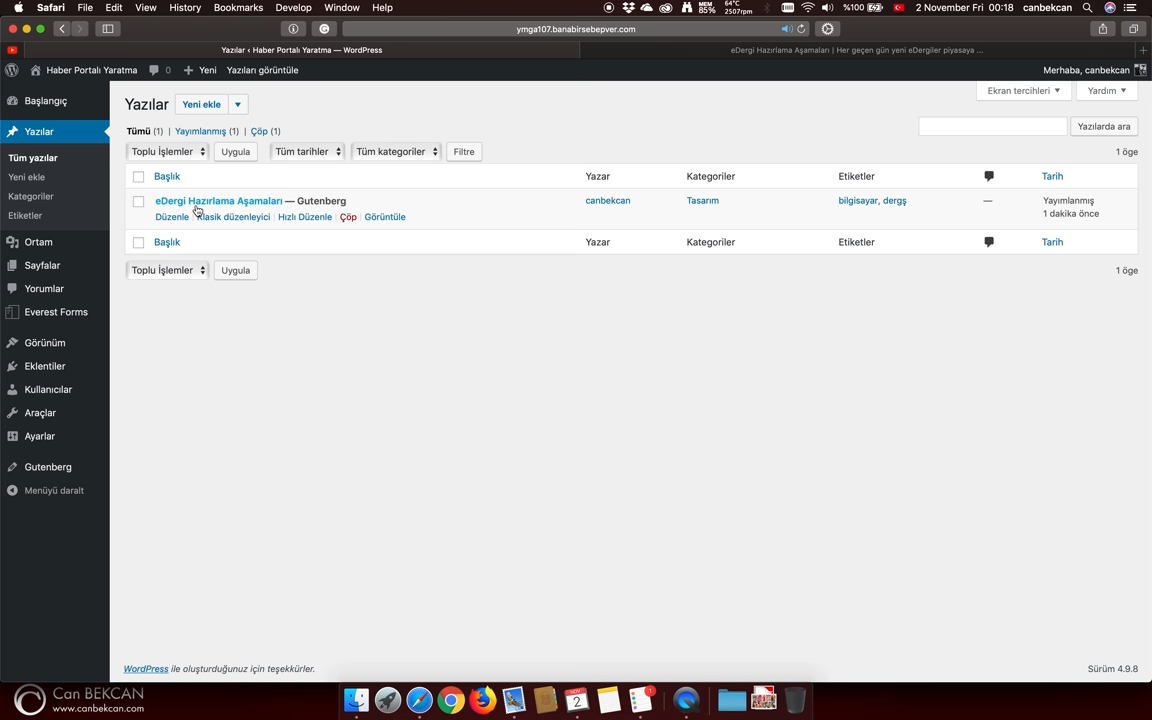 Safari File Edit View History Bookmarks Develop Window Help MEM 85% 64°C 2507rpm %100 2 November Fri 00:18 canbekcan
ymga107.banabirsebepver.com
Yazılar ‹ Haber Portalı Yaratma — WordPress
eDergi Hazırlama Aşamaları | Her geçen gün yeni eDergiler piyasaya ...
Haber Portalı Yaratma 0 Yeni Yazıları görüntüle Merhaba, canbekcan
Başlangıç
Yazılar
Tüm yazılar
Yeni ekle
Kategoriler
Etiketler
Ortam
Sayfalar
Yorumlar
Everest Forms
Görünüm
Eklentiler
Kullanıcılar
Araçlar
Ayarlar
Gutenberg
Menüyü daralt
Ekran tercihleri Yardım
Yazılar Yeni ekle
Tümü (1) | Yayımlanmış (1) | Çöp (1)
Yazılarda ara
Toplu İşlemler Uygula Tüm tarihler Tüm kategoriler Filtre 1 öge
Başlık Yazar Kategoriler Etiketler Tarih
eDergi Hazırlama Aşamaları — Gutenberg canbekcan Tasarım bilgisayar, dergş — Yayımlanmış
1 dakika önce
Düzenle | Klasik düzenleyici | Hızlı Düzenle | Çöp | Görüntüle
Başlık Yazar Kategoriler Etiketler Tarih
Toplu İşlemler Uygula 1 öge
WordPress ile oluşturduğunuz için teşekkürler. Sürüm 4.9.8
Can BEKCAN
www.canbekcan.com
NOV
2
1